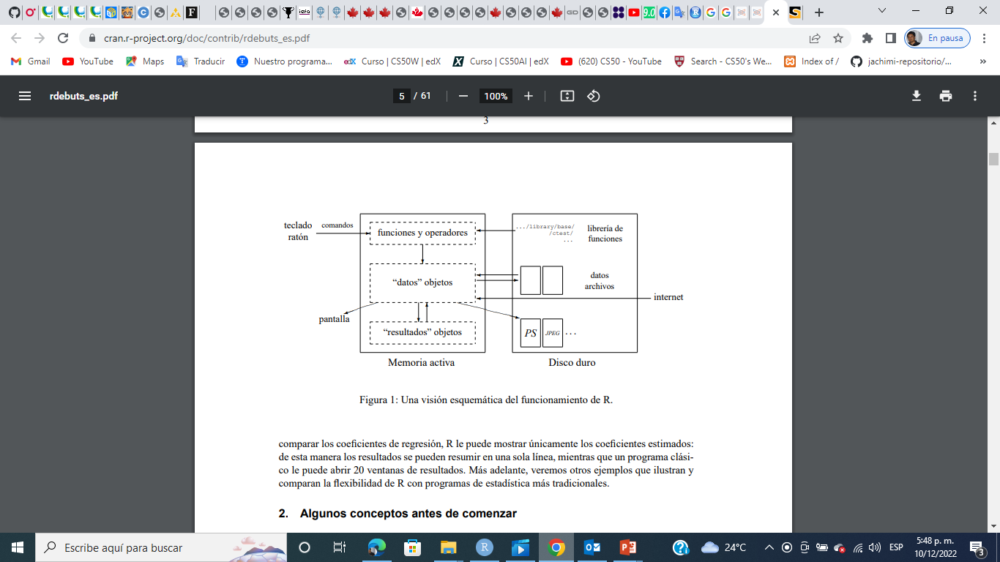 iefa
F
GD
9.0
R
G
G
S
cran.r-project.org/doc/contrib/rdebuts_es.pdf
En pausa
Gmail
YouTube
Maps
Traducir
Nuestro programa...
edX Curso | CS50W | edX
Curso | CS50AI | edX
(620) CS50 - YouTube
Search - CS50's We...
Index of /
jachimi-repositorio/...
»
rdebuts_es.pdf
5 / 61
100%
3
teclado
ratón
comandos
funciones y operadores
.../library/base/
/ctest/
...
librería de
funciones
"datos" objetos
datos
archivos
internet
pantalla
"resultados" objetos
PS
JPEG
...
Memoria activa
Disco duro
Figura 1: Una visión esquemática del funcionamiento de R.
comparar los coeficientes de regresión, R le puede mostrar únicamente los coeficientes estimados:
de esta manera los resultados se pueden resumir en una sola línea, mientras que un programa clási-
co le puede abrir 20 ventanas de resultados. Más adelante, veremos otros ejemplos que ilustran y
comparan la flexibilidad de R con programas de estadística más tradicionales.
2. Algunos conceptos antes de comenzar
Escribe aquí para buscar
R
24°C
ESP
5:48 p. m.
10/12/2022
3